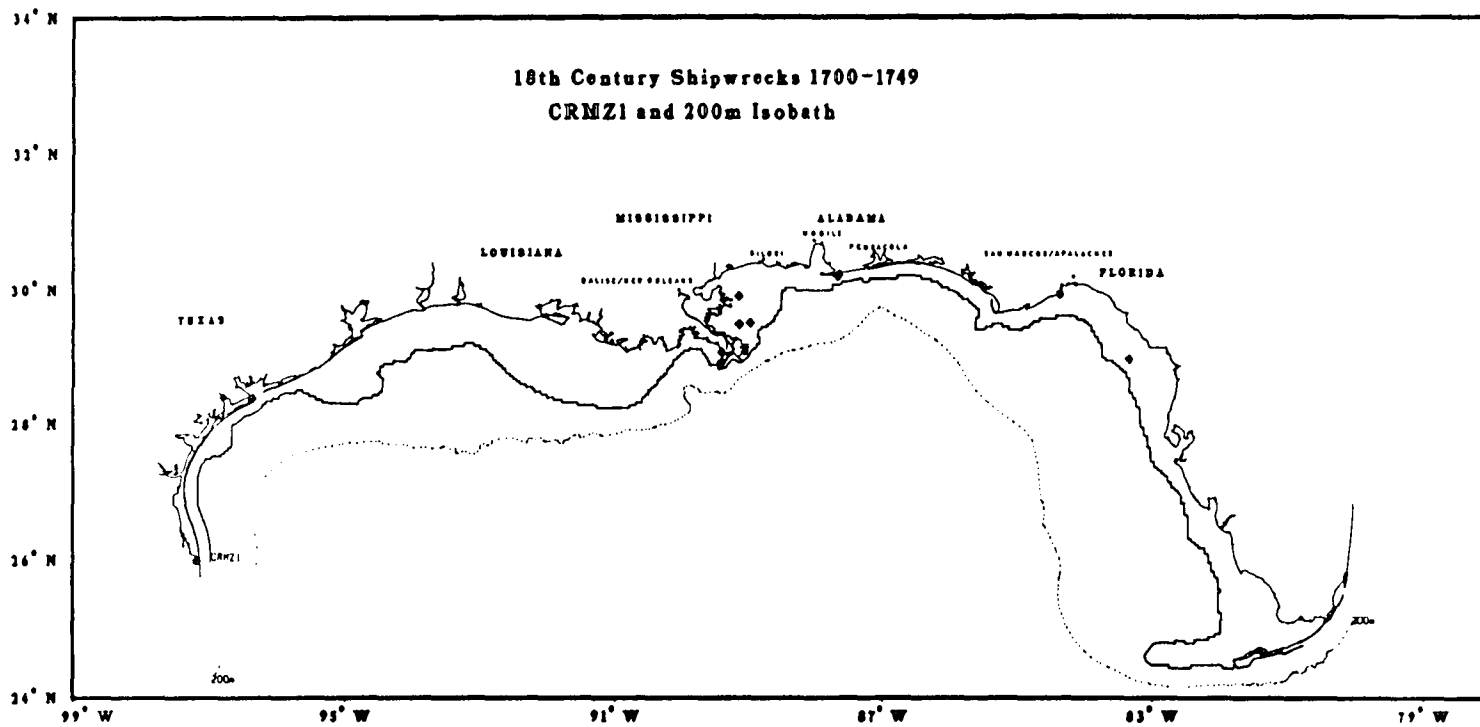 34° N
18th Century Shipwrecks 1700-1749
CRMZ1 and 200m Isobath
32° N
MISSISSIPPI ALABAMA
MOBILE
LOUISIANA BILOXI PENSACOLA SAN MARCOS/APALACHEE
FLORIDA
BALISE/NEW ORLEANS
30° N
TEXAS
28° N
26° N
CRMZ1
200m
200m
24° N
99° W 95° W 91° W 87° W 83° W 79° W